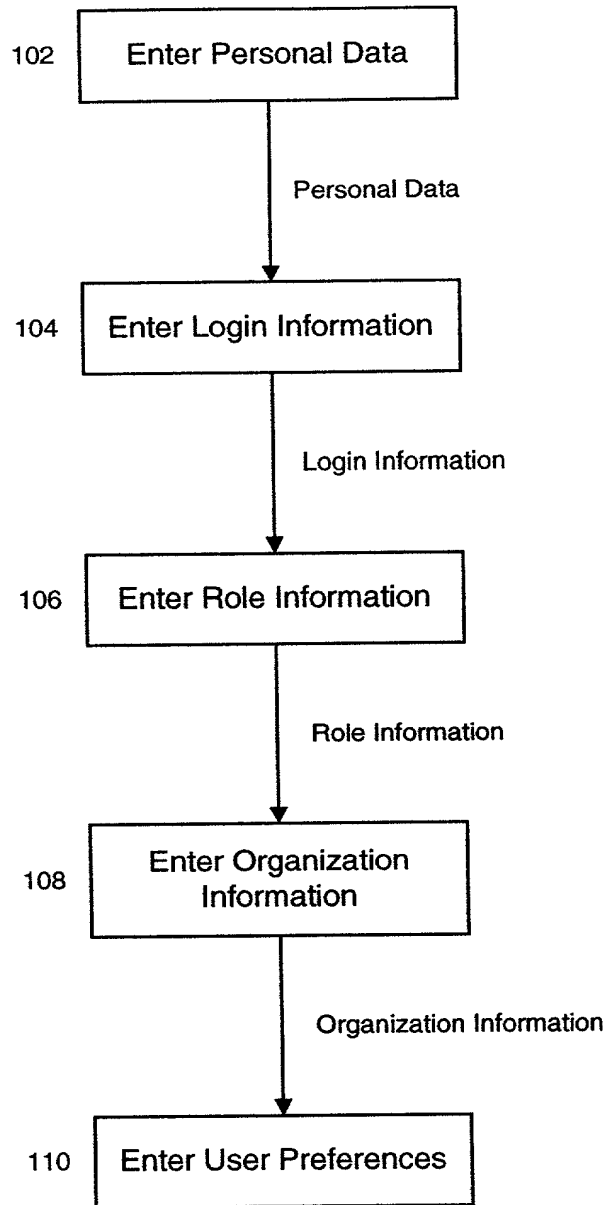 102
Enter Personal Data
Personal Data
104
Enter Login Information
Login Information
106
Enter Role Information
Role Information
108
Enter Organization
Information
Organization Information
110
Enter User Preferences